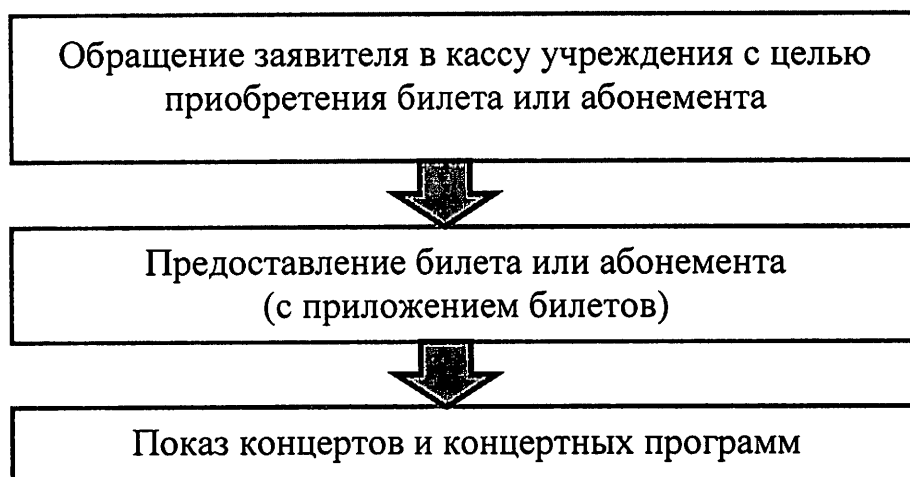 Обращение заявителя в кассу учреждения с целью
приобретения билета или абонемента
Предоставление билета или абонемента
(с приложением билетов)
Показ концертов и концертных программ